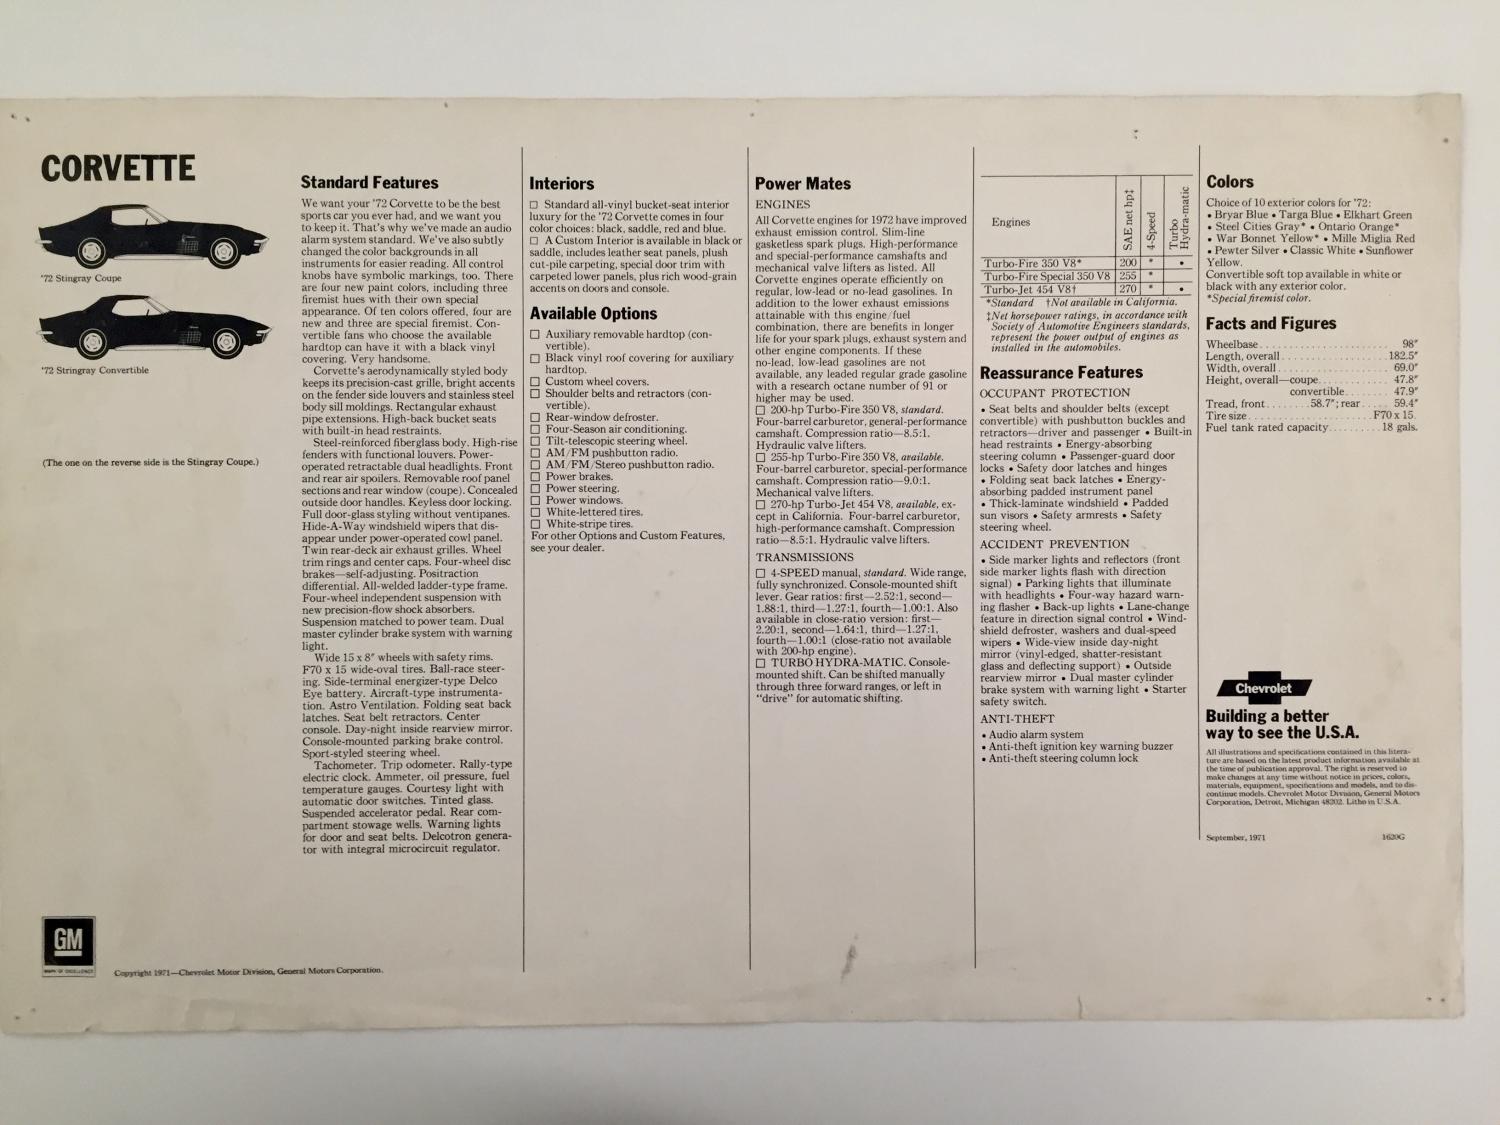 CORVETTE
'72 Stingray Coupe
'72 Stringray Convertible
(The one on the reverse side is the Stingray Coupe.)
GM
MARK OF EXCELLENCE
Copyright 1971—Chevrolet Motor Division, General Motors Corporation.
Standard Features
We want your '72 Corvette to be the best
sports car you ever had, and we want you
to keep it. That's why we've made an audio
alarm system standard. We've also subtly
changed the color backgrounds in all
instruments for easier reading. All control
knobs have symbolic markings, too. There
are four new paint colors, including three
firemist hues with their own special
appearance. Of ten colors offered, four are
new and three are special firemist. Con-
vertible fans who choose the available
hardtop can have it with a black vinyl
covering. Very handsome.
Corvette's aerodynamically styled body
keeps its precision-cast grille, bright accents
on the fender side louvers and stainless steel
body sill moldings. Rectangular exhaust
pipe extensions. High-back bucket seats
with built-in head restraints.
Steel-reinforced fiberglass body. High-rise
fenders with functional louvers. Power-
operated retractable dual headlights. Front
and rear air spoilers. Removable roof panel
sections and rear window (coupe). Concealed
outside door handles. Keyless door locking.
Full door-glass styling without ventipanes.
Hide-A-Way windshield wipers that dis-
appear under power-operated cowl panel.
Twin rear-deck air exhaust grilles. Wheel
trim rings and center caps. Four-wheel disc
brakes—self-adjusting. Positraction
differential. All-welded ladder-type frame.
Four-wheel independent suspension with
new precision-flow shock absorbers.
Suspension matched to power team. Dual
master cylinder brake system with warning
light.
Wide 15 x 8″ wheels with safety rims.
F70 x 15 wide-oval tires. Ball-race steer-
ing. Side-terminal energizer-type Delco
Eye battery. Aircraft-type instrumenta-
tion. Astro Ventilation. Folding seat back
latches. Seat belt retractors. Center
console. Day-night inside rearview mirror.
Console-mounted parking brake control.
Sport-styled steering wheel.
Tachometer. Trip odometer. Rally-type
electric clock. Ammeter, oil pressure, fuel
temperature gauges. Courtesy light with
automatic door switches. Tinted glass.
Suspended accelerator pedal. Rear com-
partment stowage wells. Warning lights
for door and seat belts. Delcotron genera-
tor with integral microcircuit regulator.
Interiors
☐ Standard all-vinyl bucket-seat interior
luxury for the '72 Corvette comes in four
color choices: black, saddle, red and blue.
☐ A Custom Interior is available in black or
saddle, includes leather seat panels, plush
cut-pile carpeting, special door trim with
carpeted lower panels, plus rich wood-grain
accents on doors and console.
Available Options
☐ Auxiliary removable hardtop (con-
vertible).
☐ Black vinyl roof covering for auxiliary
hardtop.
☐ Custom wheel covers.
☐ Shoulder belts and retractors (con-
vertible).
☐ Rear-window defroster.
☐ Four-Season air conditioning.
☐ Tilt-telescopic steering wheel.
☐ AM/FM pushbutton radio.
☐ AM/FM/Stereo pushbutton radio.
☐ Power brakes.
☐ Power steering.
☐ Power windows.
☐ White-lettered tires.
☐ White-stripe tires.
For other Options and Custom Features,
see your dealer.
Power Mates
ENGINES
All Corvette engines for 1972 have improved
exhaust emission control. Slim-line
gasketless spark plugs. High-performance
and special-performance camshafts and
mechanical valve lifters as listed. All
Corvette engines operate efficiently on
regular, low-lead or no-lead gasolines. In
addition to the lower exhaust emissions
attainable with this engine/fuel
combination, there are benefits in longer
life for your spark plugs, exhaust system and
other engine components. If these
no-lead, low-lead gasolines are not
available, any leaded regular grade gasoline
with a research octane number of 91 or
higher may be used.
☐ 200-hp Turbo-Fire 350 V8, standard.
Four-barrel carburetor, general-performance
camshaft. Compression ratio—8.5:1.
Hydraulic valve lifters.
☐ 255-hp Turbo-Fire 350 V8, available.
Four-barrel carburetor, special-performance
camshaft. Compression ratio—9.0:1.
Mechanical valve lifters.
☐ 270-hp Turbo-Jet 454 V8, available, ex-
cept in California. Four-barrel carburetor,
high-performance camshaft. Compression
ratio—8.5:1. Hydraulic valve lifters.
TRANSMISSIONS
☐ 4-SPEED manual, standard. Wide range,
fully synchronized. Console-mounted shift
lever. Gear ratios: first—2.52:1, second—
1.88:1, third—1.27:1, fourth—1.00:1. Also
available in close-ratio version: first—
2.20:1, second—1.64:1, third—1.27:1,
fourth—1.00:1 (close-ratio not available
with 200-hp engine).
☐ TURBO HYDRA-MATIC. Console-
mounted shift. Can be shifted manually
through three forward ranges, or left in
"drive" for automatic shifting.
Engines SAE net hp‡ 4-Speed Turbo Hydra-matic
Turbo-Fire 350 V8* 200 * •
Turbo-Fire Special 350 V8 255 *
Turbo-Jet 454 V8† 270 * •
*Standard †Not available in California.
‡Net horsepower ratings, in accordance with
Society of Automotive Engineers standards,
represent the power output of engines as
installed in the automobiles.
Reassurance Features
OCCUPANT PROTECTION
• Seat belts and shoulder belts (except
convertible) with pushbutton buckles and
retractors—driver and passenger • Built-in
head restraints • Energy-absorbing
steering column • Passenger-guard door
locks • Safety door latches and hinges
• Folding seat back latches • Energy-
absorbing padded instrument panel
• Thick-laminate windshield • Padded
sun visors • Safety armrests • Safety
steering wheel.
ACCIDENT PREVENTION
• Side marker lights and reflectors (front
side marker lights flash with direction
signal) • Parking lights that illuminate
with headlights • Four-way hazard warn-
ing flasher • Back-up lights • Lane-change
feature in direction signal control • Wind-
shield defroster, washers and dual-speed
wipers • Wide-view inside day-night
mirror (vinyl-edged, shatter-resistant
glass and deflecting support) • Outside
rearview mirror • Dual master cylinder
brake system with warning light • Starter
safety switch.
ANTI-THEFT
• Audio alarm system
• Anti-theft ignition key warning buzzer
• Anti-theft steering column lock
Colors
Choice of 10 exterior colors for '72:
• Bryar Blue • Targa Blue • Elkhart Green
• Steel Cities Gray* • Ontario Orange*
• War Bonnet Yellow* • Mille Miglia Red
• Pewter Silver • Classic White • Sunflower
Yellow.
Convertible soft top available in white or
black with any exterior color.
*Special firemist color.
Facts and Figures
Wheelbase . . . . . . 98″
Length, overall . . . . . . 182.5″
Width, overall . . . . . . 69.0″
Height, overall—coupe . . . . . . 47.8″
convertible . . . . . . 47.9″
Tread, front . . . . . . 58.7″; rear . . . . . . 59.4″
Tire size . . . . . . F70 x 15.
Fuel tank rated capacity . . . . . . 18 gals.
Chevrolet
Building a better
way to see the U.S.A.
All illustrations and specifications contained in this litera-
ture are based on the latest product information available at
the time of publication approval. The right is reserved to
make changes at any time without notice in prices, colors,
materials, equipment, specifications and models, and to dis-
continue models. Chevrolet Motor Division, General Motors
Corporation, Detroit, Michigan 48202. Litho in U.S.A.
September, 1971 1620G